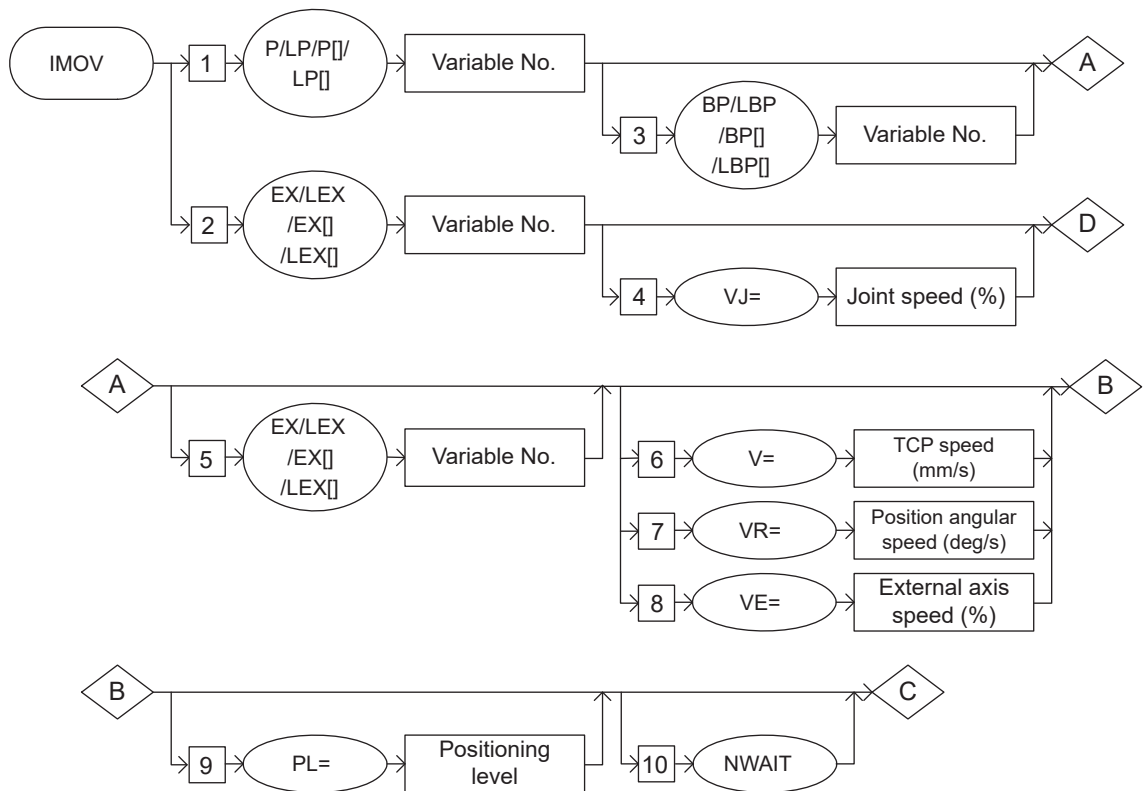 IMOV
1
P/LP/P[]/
LP[]
Variable No.
A
3
BP/LBP
/BP[]
/LBP[]
Variable No.
2
EX/LEX
/EX[]
/LEX[]
Variable No.
D
4
VJ=
Joint speed (%)
A
B
5
EX/LEX
/EX[]
/LEX[]
Variable No.
6
V=
TCP speed
(mm/s)
7
VR=
Position angular
speed (deg/s)
8
VE=
External axis
speed (%)
B
C
9
PL=
Positioning
level
10
NWAIT